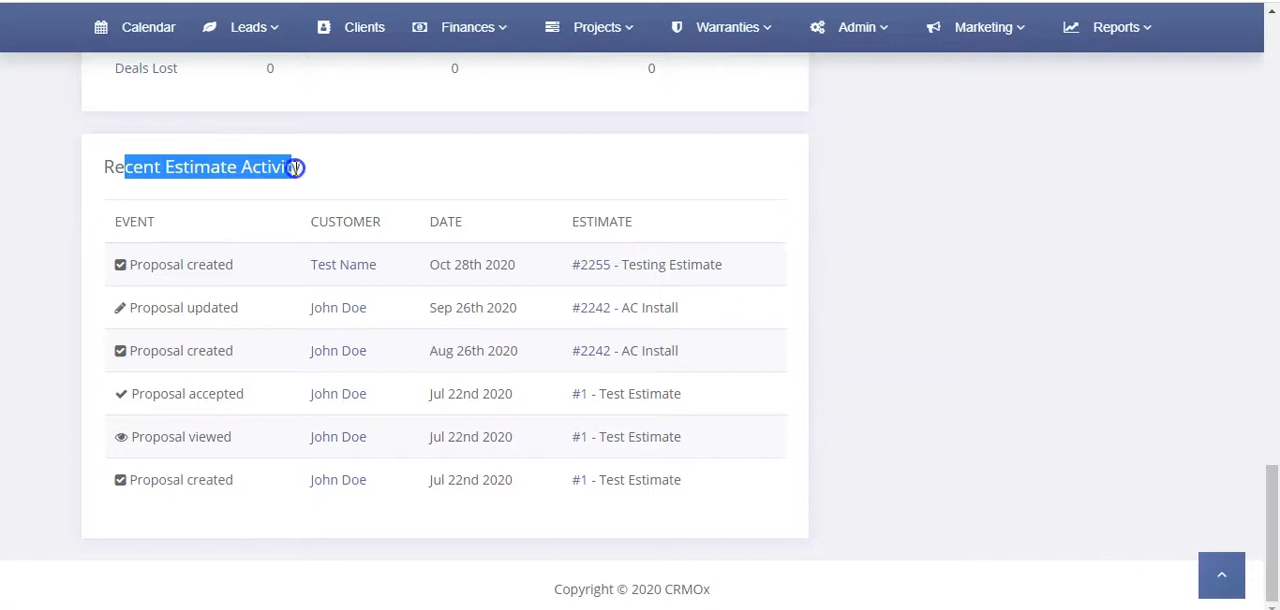 Calendar Leads Clients Finances Projects Warranties Admin Marketing Reports
Deals Lost 0 0 0
Recent Estimate Activity
EVENT CUSTOMER DATE ESTIMATE
Proposal created Test Name Oct 28th 2020 #2255 - Testing Estimate
Proposal updated John Doe Sep 26th 2020 #2242 - AC Install
Proposal created John Doe Aug 26th 2020 #2242 - AC Install
Proposal accepted John Doe Jul 22nd 2020 #1 - Test Estimate
Proposal viewed John Doe Jul 22nd 2020 #1 - Test Estimate
Proposal created John Doe Jul 22nd 2020 #1 - Test Estimate
Copyright © 2020 CRMOx